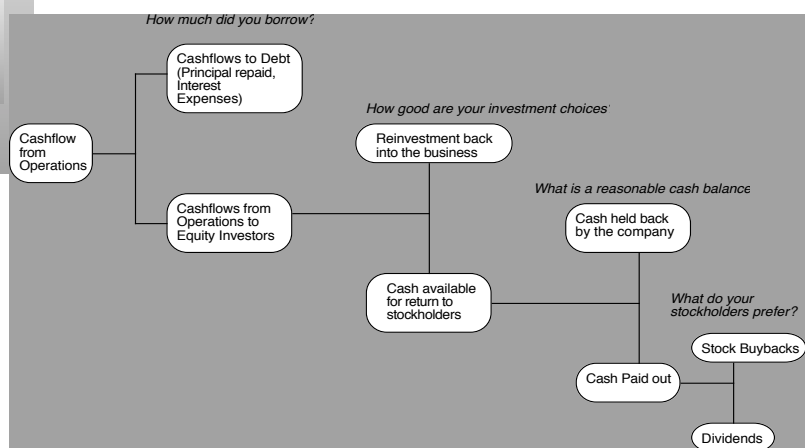 How much did you borrow?
Cashflows to Debt
(Principal repaid,
Interest
Expenses)
How good are your investment choices
Cashflow
from
Operations
Reinvestment back
into the business
What is a reasonable cash balance
Cashflows from
Operations to
Equity Investors
Cash held back
by the company
Cash available
for return to
stockholders
What do your
stockholders prefer?
Stock Buybacks
Cash Paid out
Dividends